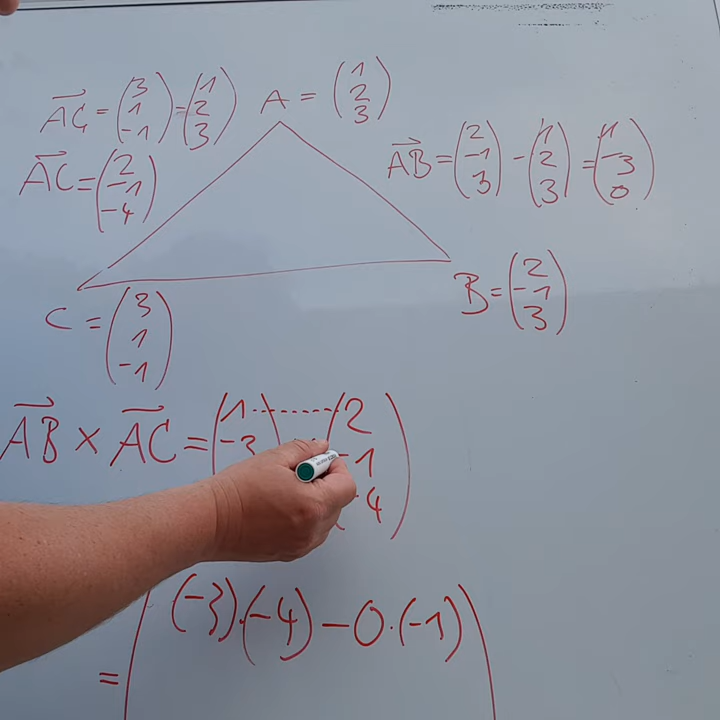 A = (1 2 3)
AC = (3 1 -1) = (1 2 3)
AC = (2 -1 -4)
AB = (2 -1 3) - (1 2 3) = (1 -3 0)
B = (2 -1 3)
C = (3 1 -1)
AB × AC = (1 -3 (2 -1 -4)
= ( (-3)·(-4) - 0·(-1) )